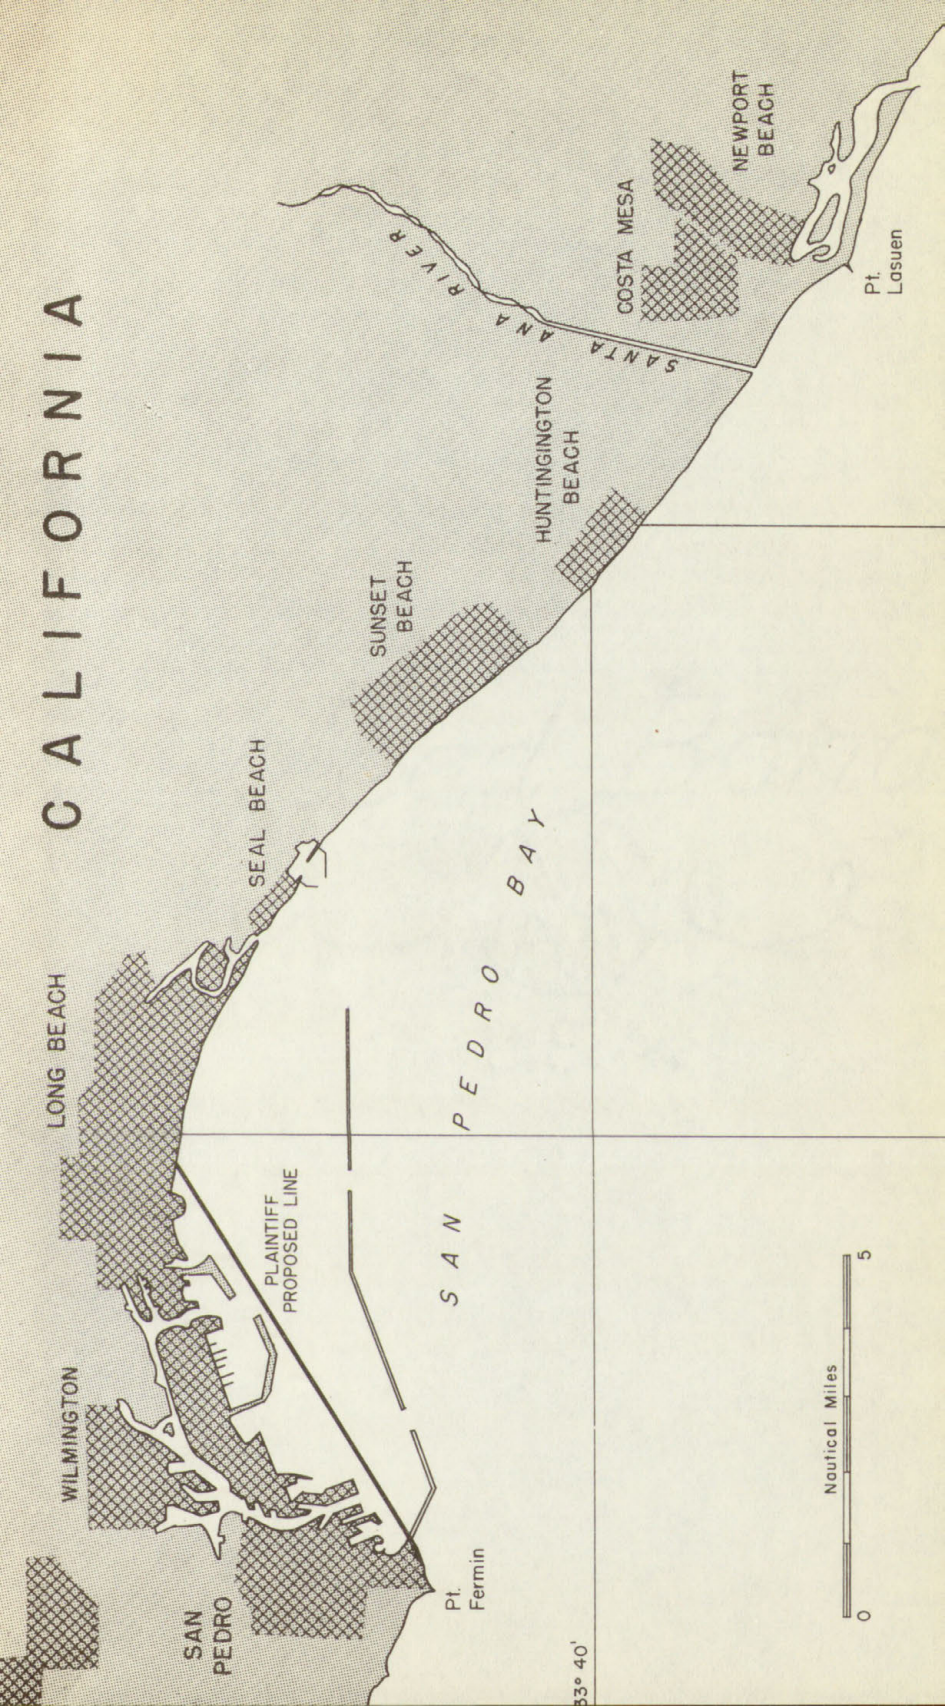 CALIFORNIA
LONG BEACH
WILMINGTON
SAN
PEDRO
SEAL BEACH
SUNSET
BEACH
HUNTINGINGTON
BEACH
COSTA MESA
NEWPORT
BEACH
SANTA ANA RIVER
PLAINTIFF
PROPOSED LINE
SAN PEDRO BAY
Pt.
Fermin
Pt.
Lasuen
33° 40'
Nautical Miles
0 5